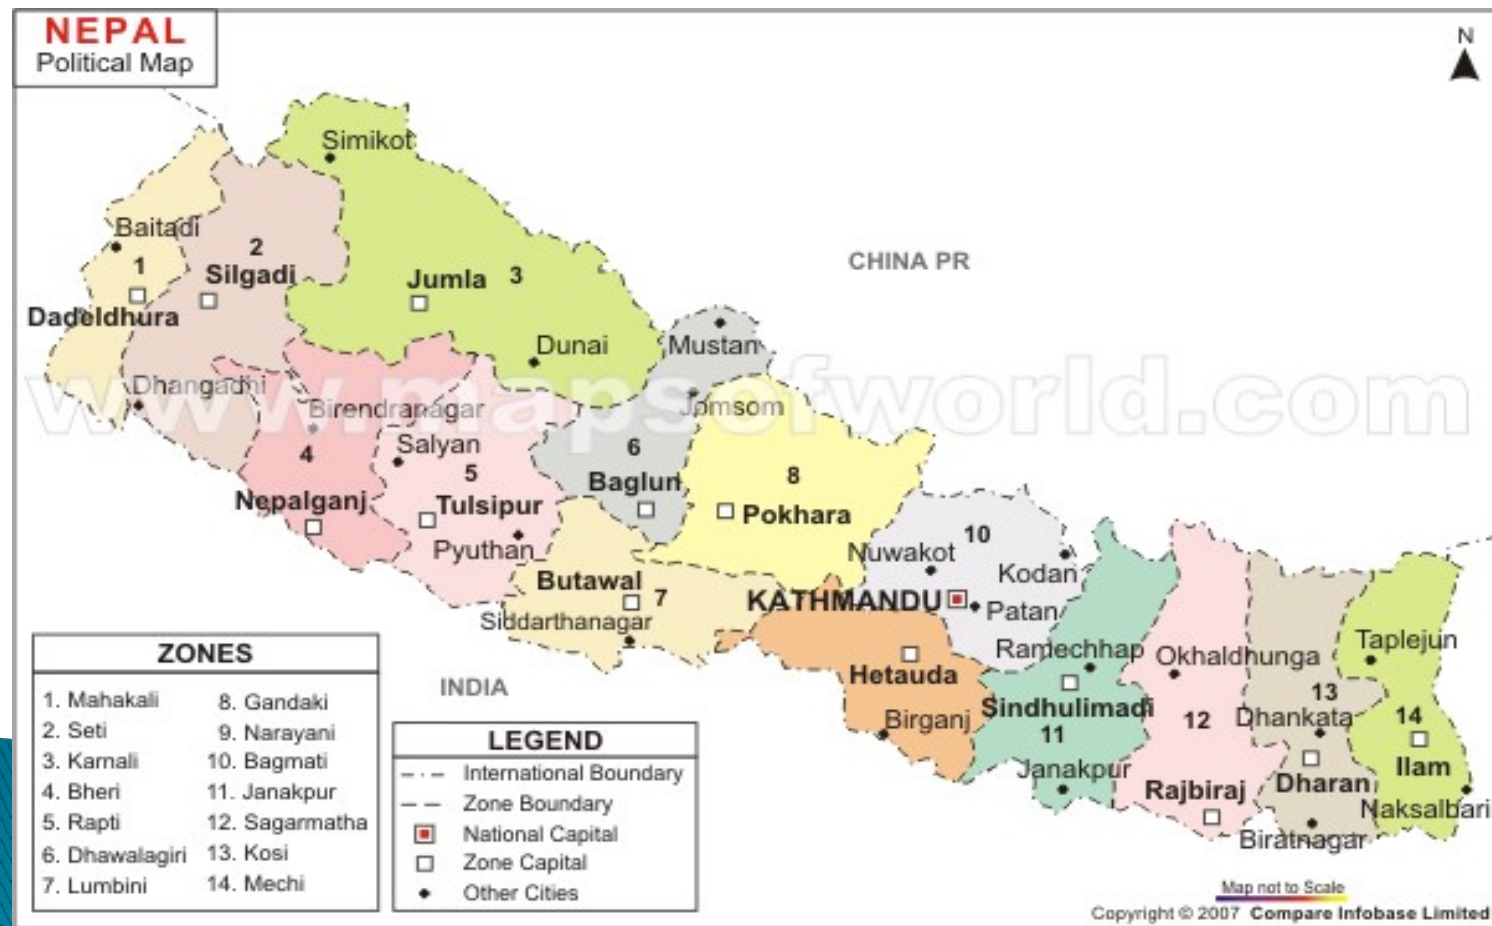 NEPAL
Political Map
N
Simikot
Baitadi
1
2
Silgadi
Jumla 3
CHINA PR
Dadeldhura
Dunai
Mustan
www.mapsofworld.com
Dhangadhi
Birendranagar
Jomsom
4
Salyan
5
6
8
Nepalganj
Tulsipur
Baglun
Pokhara
Pyuthan
10
Nuwakot
Kodan
Butawal
7
KATHMANDU
Patan
Siddarthanagar
Ramechhap
Okhaldhunga
Taplejun
Hetauda
INDIA
Sindhulimadi
13
12
Dhankata
14
Birganj
11
Janakpur
Rajbiraj
Dharan
Ilam
Naksalbari
Biratnagar
ZONES
1. Mahakali
2. Seti
3. Karnali
4. Bheri
5. Rapti
6. Dhawalagiri
7. Lumbini
8. Gandaki
9. Narayani
10. Bagmati
11. Janakpur
12. Sagarmatha
13. Kosi
14. Mechi
LEGEND
International Boundary
Zone Boundary
National Capital
Zone Capital
Other Cities
Map not to Scale
Copyright © 2007 Compare Infobase Limited